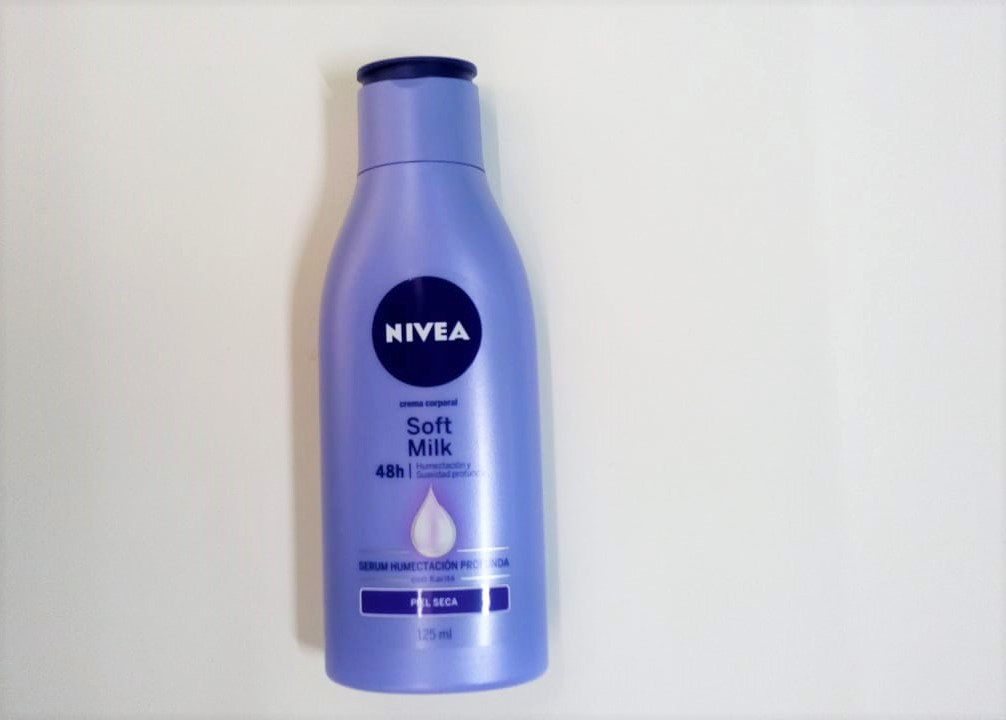 NIVEA
crema corporal
Soft
Milk
48h | Humectación y
Suavidad profunda
SERUM HUMECTACIÓN PROFUNDA
con Karité
PIEL SECA
125 ml